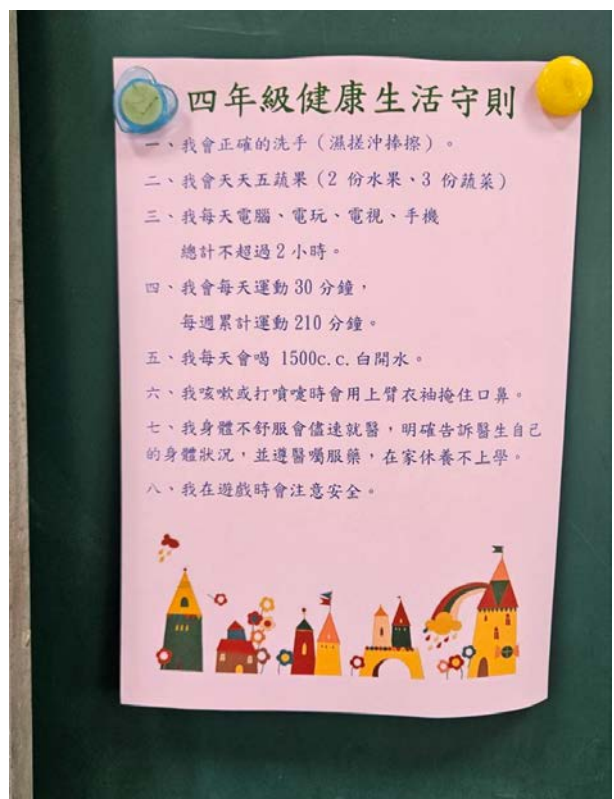 四年級健康生活守則
一、我會正確的洗手（濕搓沖捧擦）。
二、我會天天五蔬果（2 份水果、3 份蔬菜）
三、我每天電腦、電玩、電視、手機
總計不超過 2 小時。
四、我會每天運動 30 分鐘，
每週累計運動 210 分鐘。
五、我每天會喝 1500c.c.白開水。
六、我咳嗽或打噴嚏時會用上臂衣袖掩住口鼻。
七、我身體不舒服會儘速就醫，明確告訴醫生自己
的身體狀況，並遵醫囑服藥，在家休養不上學。
八、我在遊戲時會注意安全。